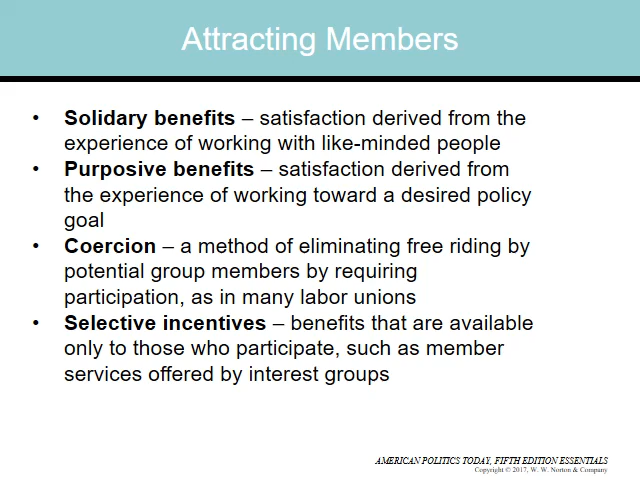 Attracting Members
• Solidary benefits – satisfaction derived from the
experience of working with like-minded people
• Purposive benefits – satisfaction derived from
the experience of working toward a desired policy
goal
• Coercion – a method of eliminating free riding by
potential group members by requiring
participation, as in many labor unions
• Selective incentives – benefits that are available
only to those who participate, such as member
services offered by interest groups
AMERICAN POLITICS TODAY, FIFTH EDITION ESSENTIALS
Copyright © 2017, W. W. Norton & Company